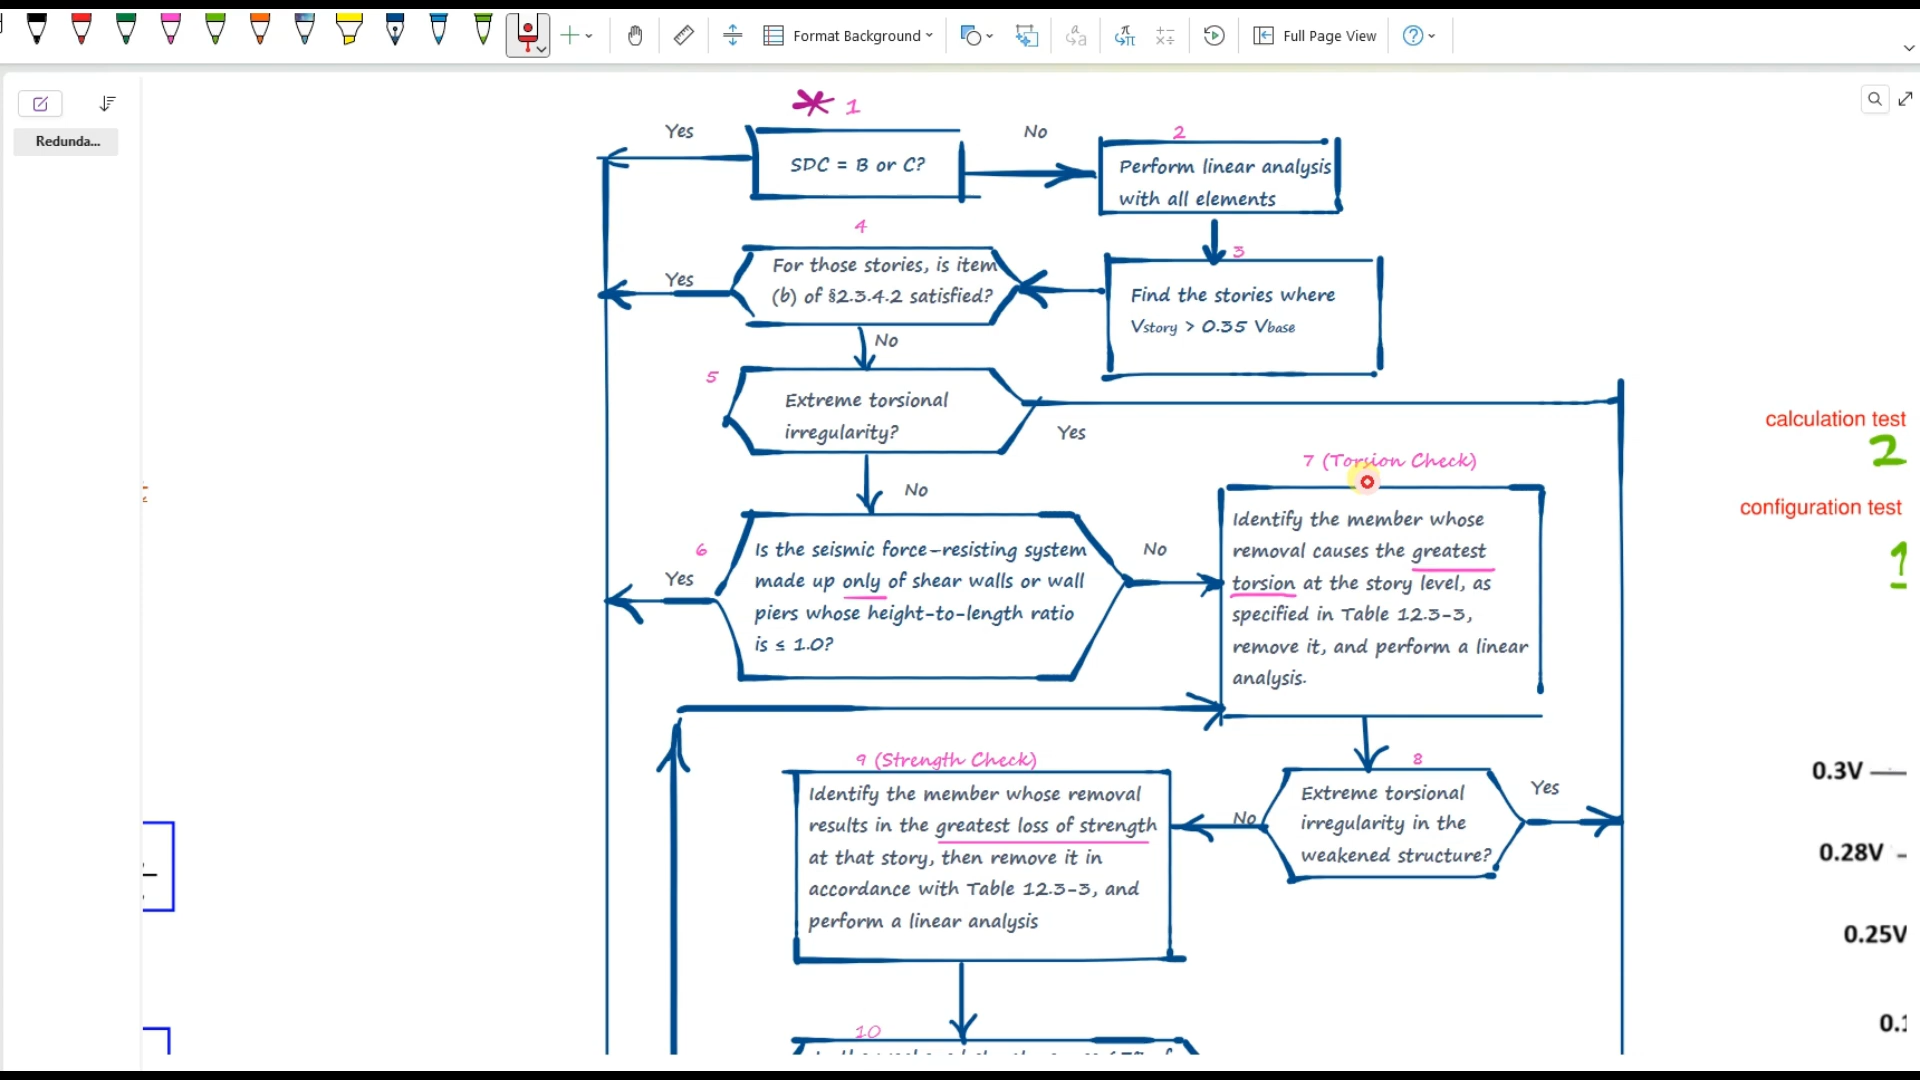 Format Background
Full Page View
Redunda...
1
Yes
SDC = B or C?
No
2
Perform linear analysis
with all elements
3
Find the stories where
Vstory > 0.35 Vbase
4
For those stories, is item
(b) of §2.3.4.2 satisfied?
Yes
No
5
Extreme torsional
irregularity?
Yes
No
6
Is the seismic force-resisting system
made up only of shear walls or wall
piers whose height-to-length ratio
is ≤ 1.0?
Yes
No
7 (Torsion Check)
Identify the member whose
removal causes the greatest
torsion at the story level, as
specified in Table 12.3-3,
remove it, and perform a linear
analysis.
8
Extreme torsional
irregularity in the
weakened structure?
Yes
No
9 (Strength Check)
Identify the member whose removal
results in the greatest loss of strength
at that story, then remove it in
accordance with Table 12.3-3, and
perform a linear analysis
10
calculation test
2
configuration test
1
0.3V
0.28V
0.25V